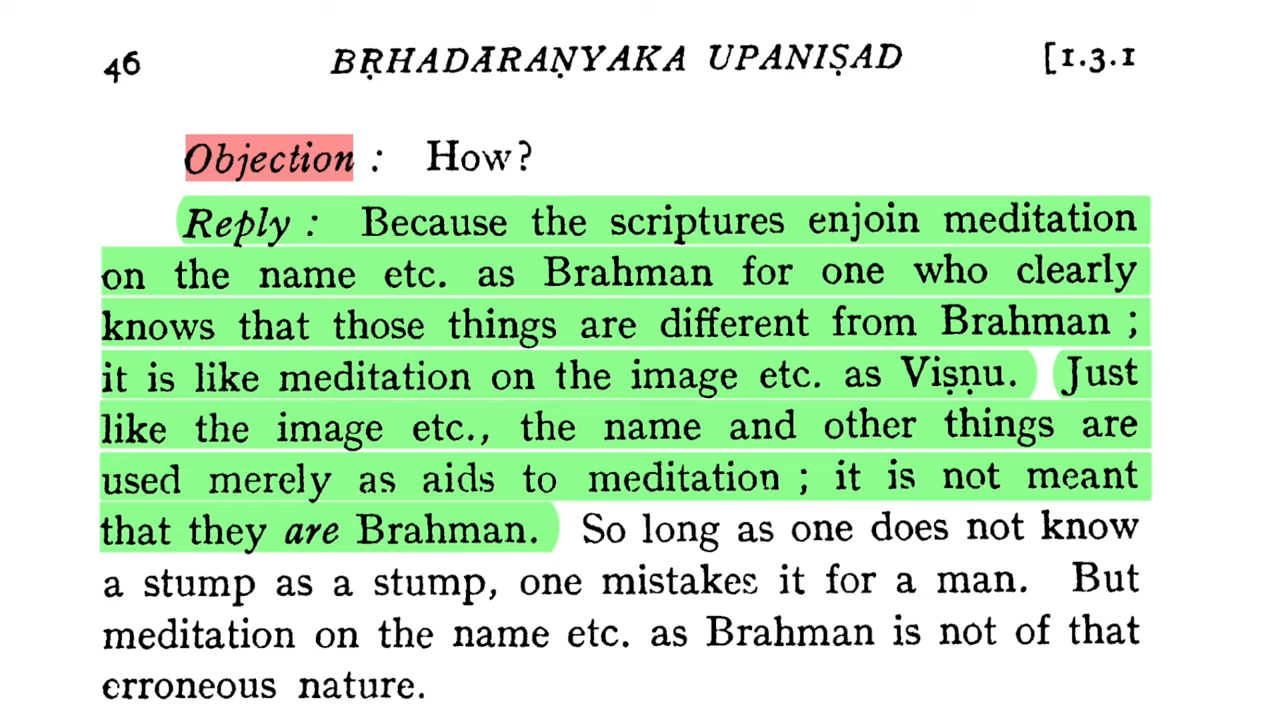 46 BṚHADĀRAṆYAKA UPANIṢAD [1.3.1
Objection : How?
Reply : Because the scriptures enjoin meditation
on the name etc. as Brahman for one who clearly
knows that those things are different from Brahman ;
it is like meditation on the image etc. as Viṣṇu. Just
like the image etc., the name and other things are
used merely as aids to meditation ; it is not meant
that they are Brahman. So long as one does not know
a stump as a stump, one mistakes it for a man. But
meditation on the name etc. as Brahman is not of that
erroneous nature.